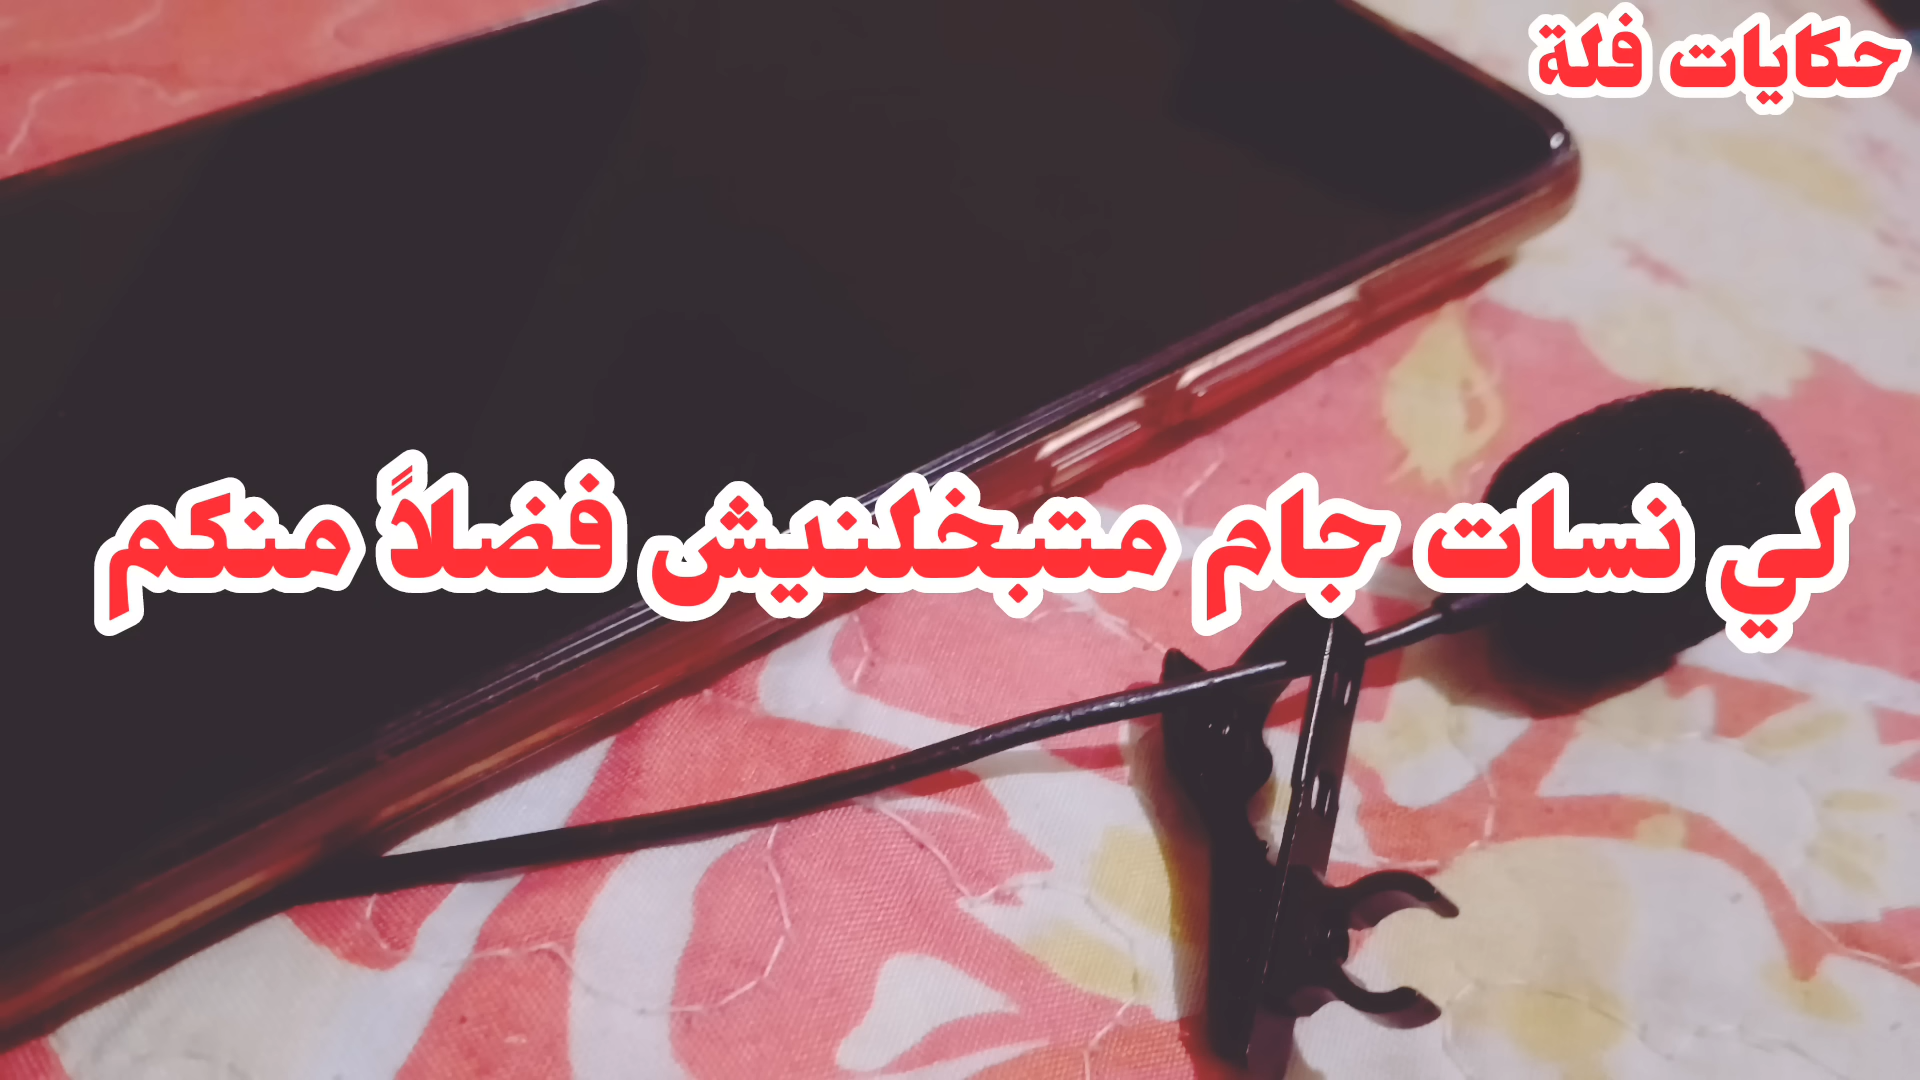 حكايات فلة
لي نسات جام متبخلنيش فضلاً منكم